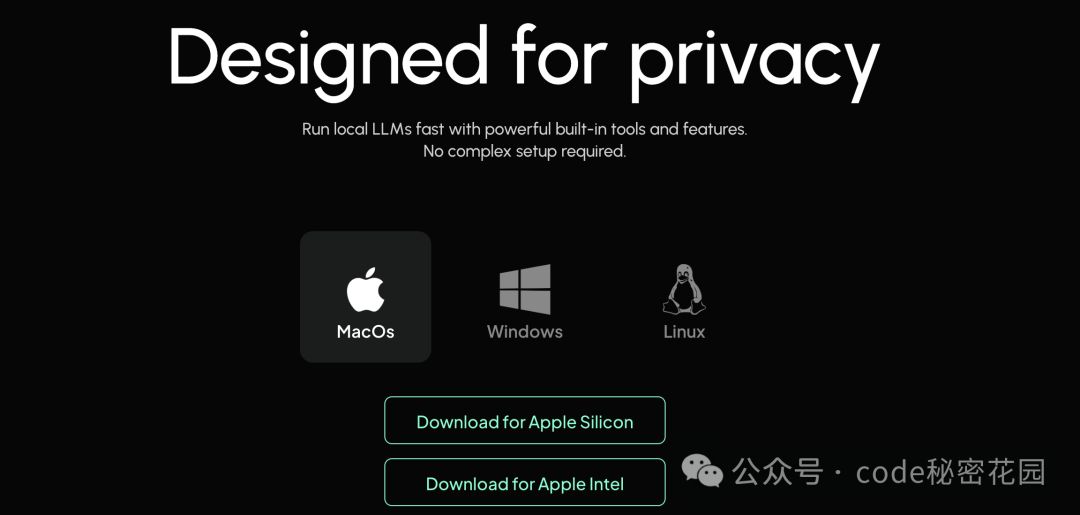 Designed for privacy
Run local LLMs fast with powerful built-in tools and features.
No complex setup required.
MacOs
Windows
Linux
Download for Apple Silicon
Download for Apple Intel
公众号 · code秘密花园